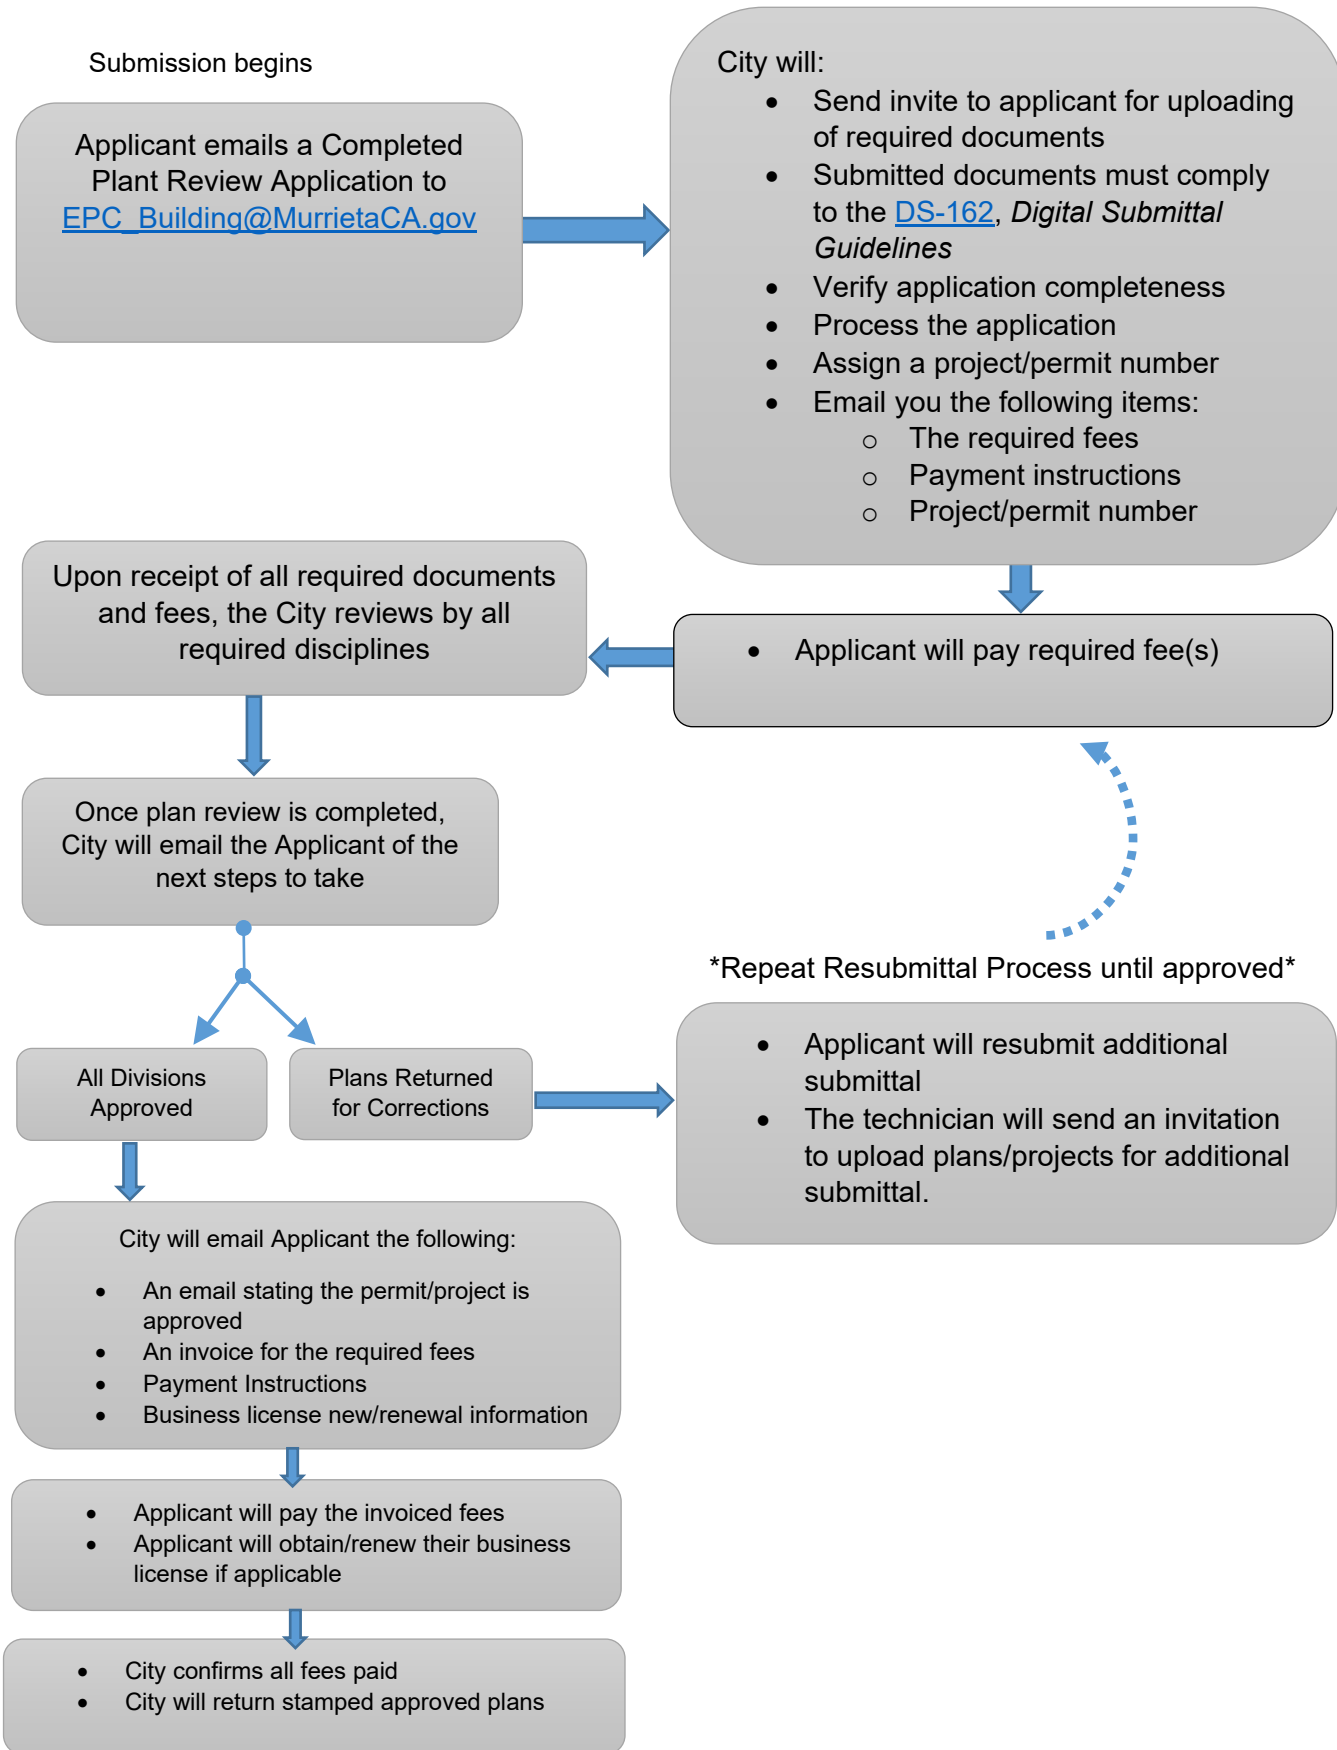 Submission begins
Applicant emails a Completed
Plant Review Application to
EPC_Building@MurrietaCA.gov
City will:
• Send invite to applicant for uploading
of required documents
• Submitted documents must comply
to the DS-162, Digital Submittal
Guidelines
• Verify application completeness
• Process the application
• Assign a project/permit number
• Email you the following items:
o The required fees
o Payment instructions
o Project/permit number
• Applicant will pay required fee(s)
Upon receipt of all required documents
and fees, the City reviews by all
required disciplines
Once plan review is completed,
City will email the Applicant of the
next steps to take
All Divisions
Approved
Plans Returned
for Corrections
*Repeat Resubmittal Process until approved*
• Applicant will resubmit additional
submittal
• The technician will send an invitation
to upload plans/projects for additional
submittal.
City will email Applicant the following:
• An email stating the permit/project is
approved
• An invoice for the required fees
• Payment Instructions
• Business license new/renewal information
• Applicant will pay the invoiced fees
• Applicant will obtain/renew their business
license if applicable
• City confirms all fees paid
• City will return stamped approved plans